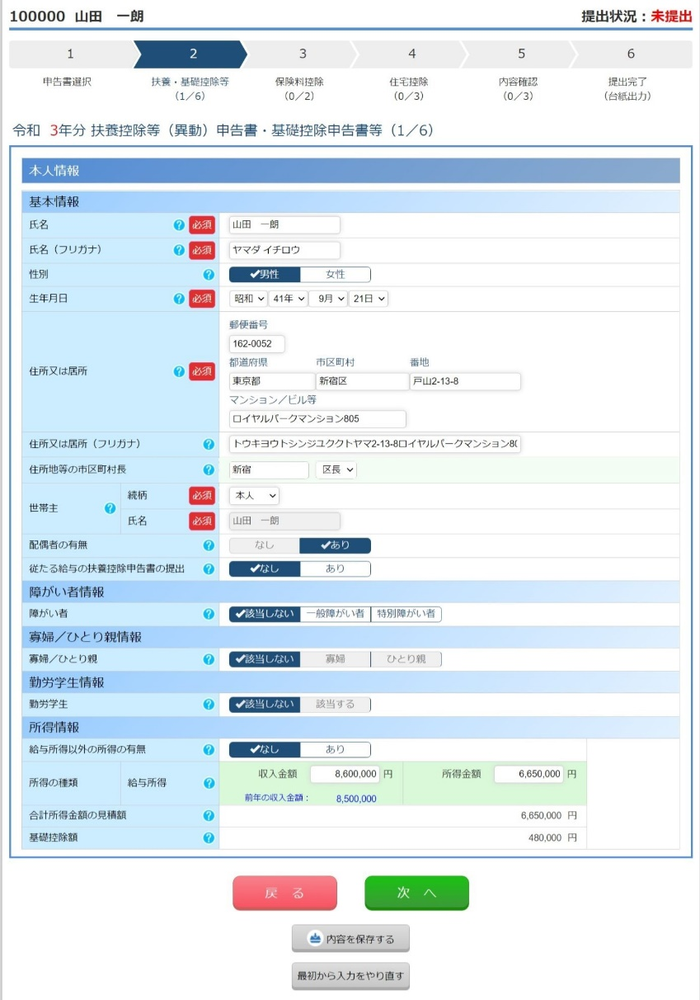 100000 山田　一朗　提出状況：未提出
1 2 3 4 5 6
申告書選択 扶養・基礎控除等 保険料控除 住宅控除 内容確認 提出完了
（1／6） （0／2） （0／3） （0／3） （台紙出力）
令和 3年分 扶養控除等（異動）申告書・基礎控除申告書等（1／6）
本人情報
基本情報
氏名 ? 必須 山田　一朗
氏名（フリガナ） ? 必須 ヤマダ イチロウ
性別 ? ✔男性 女性
生年月日 ? 必須 昭和 41年 9月 21日
郵便番号
162-0052
都道府県 市区町村 番地
住所又は居所 ? 必須 東京都 新宿区 戸山2-13-8
マンション／ビル等
ロイヤルパークマンション805
住所又は居所（フリガナ） ? トウキヨウトシンジユククトヤマ2-13-8ロイヤルパークマンション80
住所地等の市区町村長 ? 新宿 区長
世帯主 ? 続柄 必須 本人
氏名 必須 山田　一朗
配偶者の有無 ? なし ✔あり
従たる給与の扶養控除申告書の提出 ? ✔なし あり
障がい者情報
障がい者 ? ✔該当しない 一般障がい者 特別障がい者
寡婦／ひとり親情報
寡婦／ひとり親 ? ✔該当しない 寡婦 ひとり親
勤労学生情報
勤労学生 ? ✔該当しない 該当する
所得情報
給与所得以外の所得の有無 ? ✔なし あり
所得の種類 給与所得 ? 収入金額 8,600,000 円 所得金額 6,650,000 円
前年の収入金額： 8,500,000
合計所得金額の見積額 ? 6,650,000 円
基礎控除額 ? 480,000 円
戻　る 次　へ
内容を保存する
最初から入力をやり直す